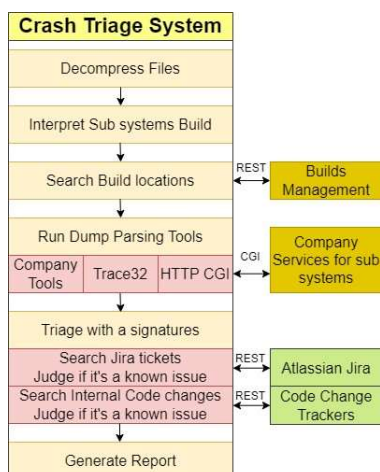 Crash Triage System
Decompress Files
Interpret Sub systems Build
Search Build locations
REST
Builds
Management
Run Dump Parsing Tools
Company
Tools
Trace32
HTTP CGI
CGI
Company
Services for sub
systems
Triage with a signatures
Search Jira tickets
Judge if it's a known issue
REST
Atlassian Jira
Search Internal Code changes
Judge if it's a known issue
REST
Code Change
Trackers
Generate Report